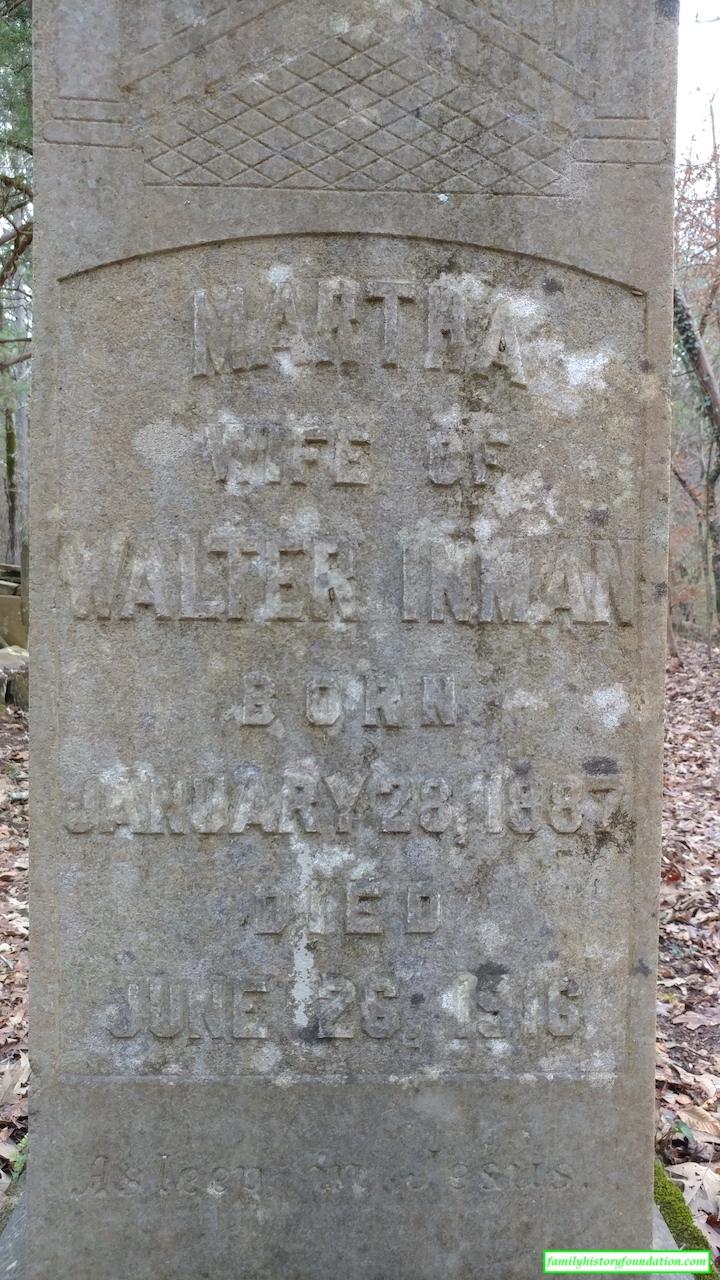 MARTHA
WIFE OF
WALTER INMAN
BORN
JANUARY 28, 1887
DIED
JUNE 26, 1916
Asleep in Jesus.
familyhistoryfoundation.com